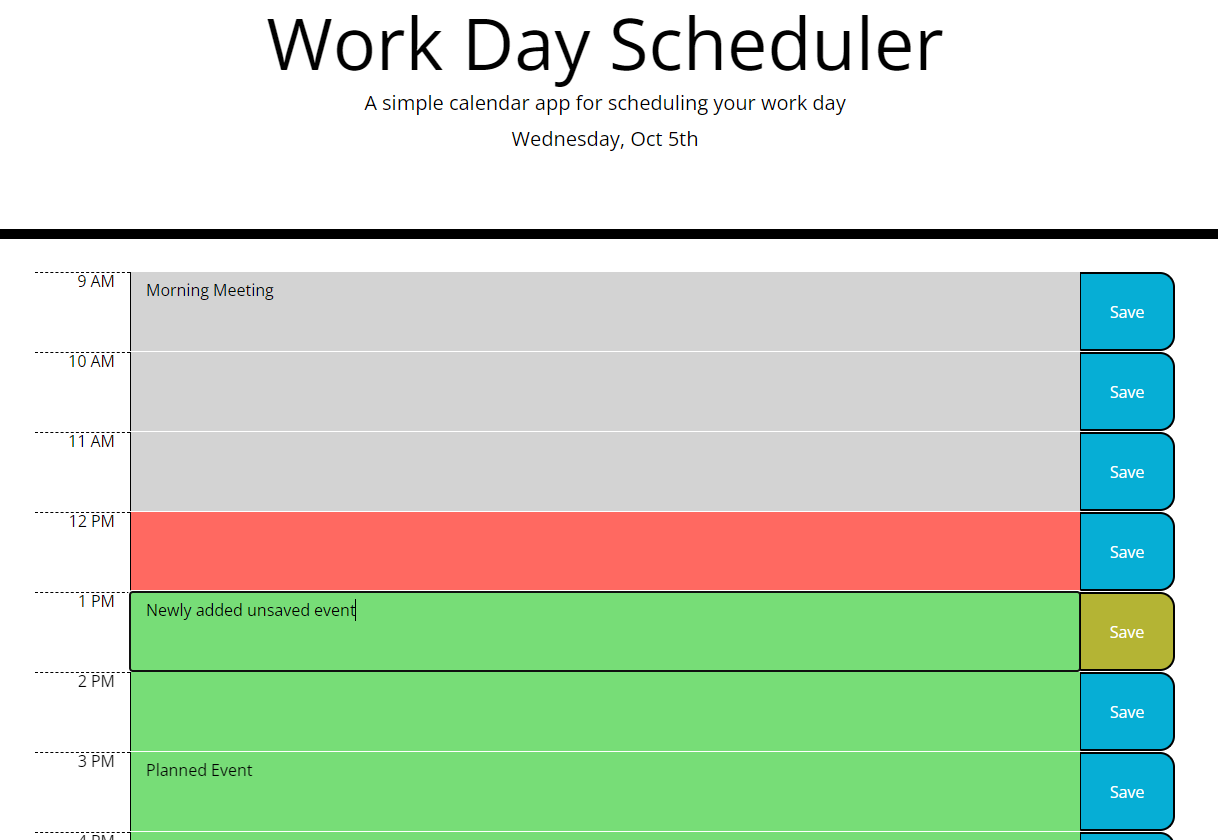 Work Day Scheduler
A simple calendar app for scheduling your work day
Wednesday, Oct 5th
9 AM
Morning Meeting
Save
10 AM
Save
11 AM
Save
12 PM
Save
1 PM
Newly added unsaved event
Save
2 PM
Save
3 PM
Planned Event
Save
4 PM